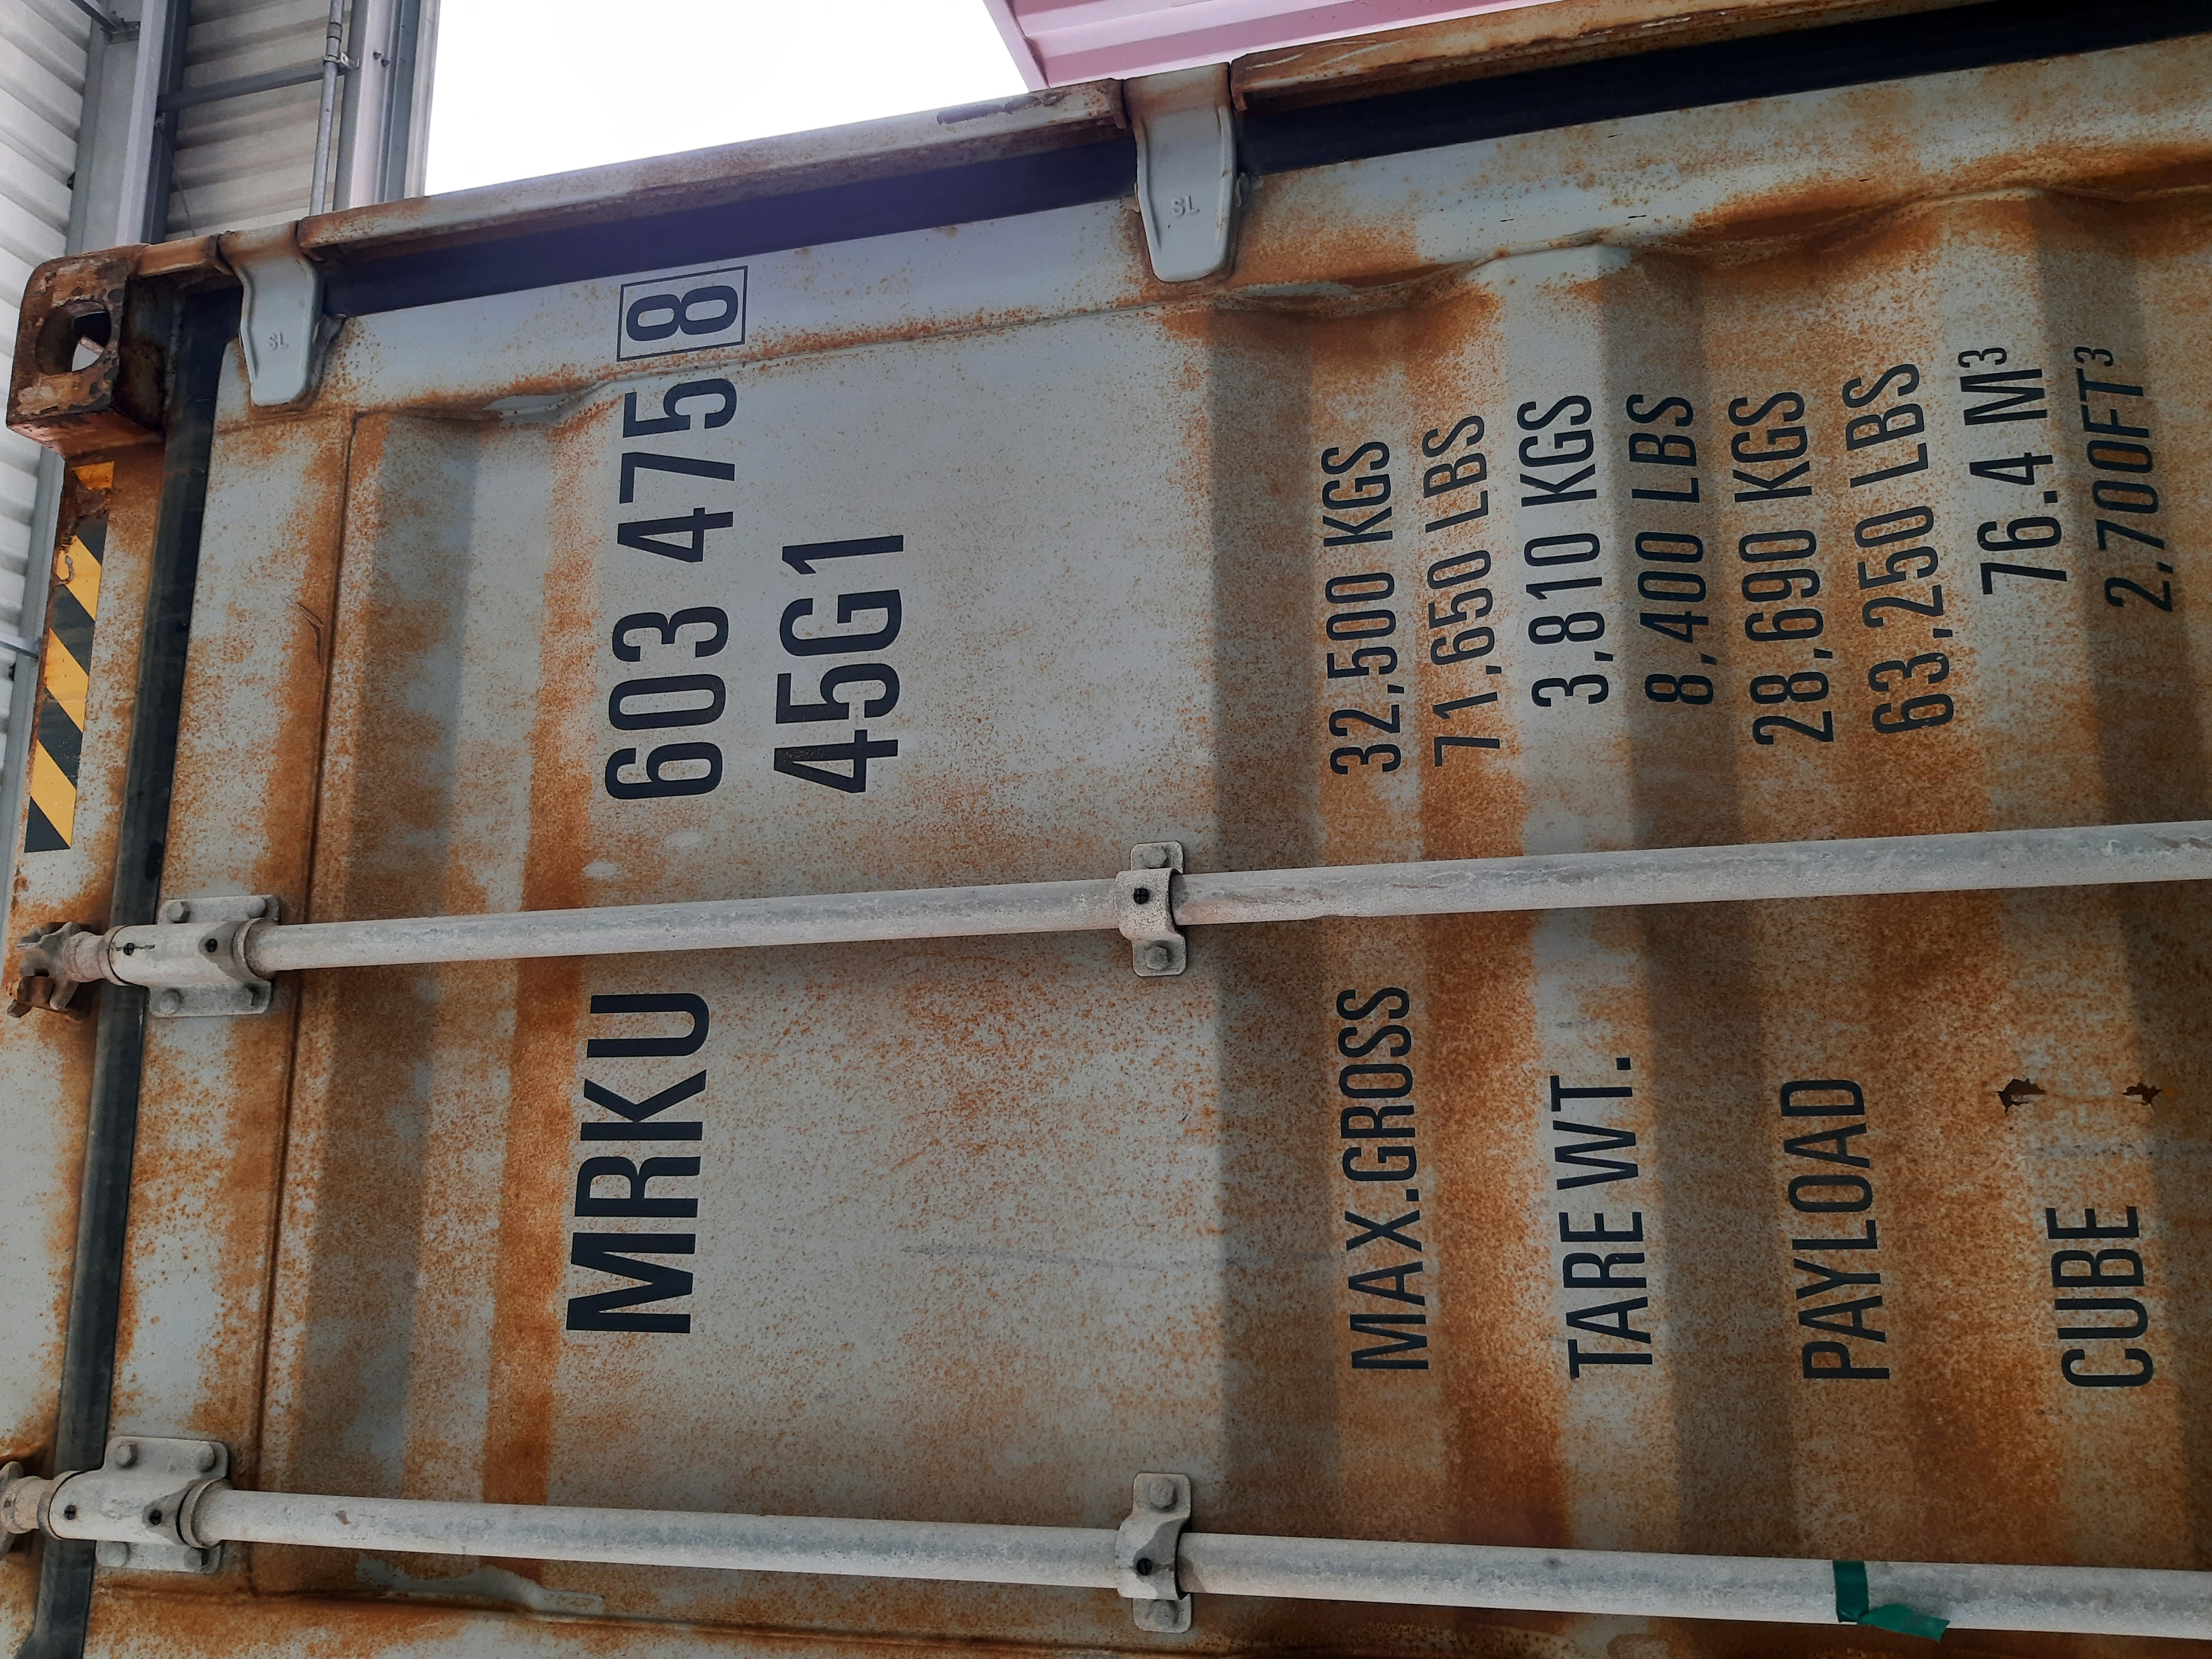 MRKU 603 475 8
45G1
MAX.GROSS 32,500 KGS
71,650 LBS
TARE WT. 3,810 KGS
8,400 LBS
PAYLOAD 28,690 KGS
63,250 LBS
CUBE 76.4 M³
2,700FT³
SL
SL